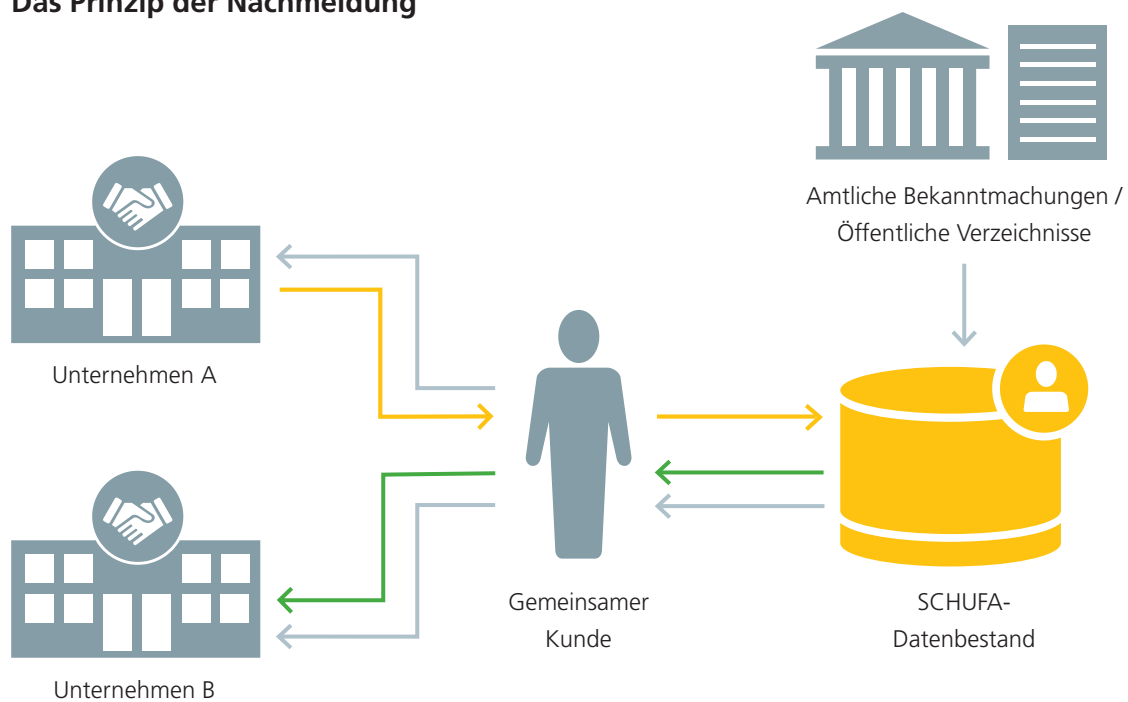 Das Prinzip der Nachmeldung
Amtliche Bekanntmachungen /
Öffentliche Verzeichnisse
Unternehmen A
Gemeinsamer
Kunde
SCHUFA-
Datenbestand
Unternehmen B